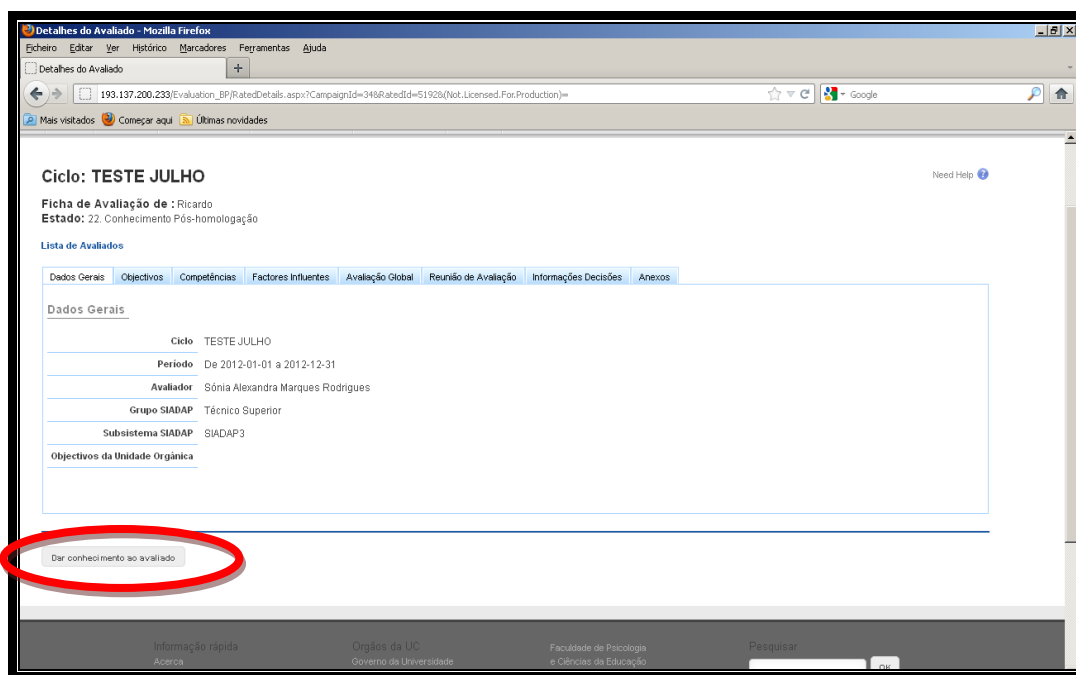 Detalhes do Avaliado - Mozilla Firefox
Ficheiro Editar Ver Histórico Marcadores Ferramentas Ajuda
Detalhes do Avaliado +
193.137.200.233/Evaluation_BP/RatedDetails.aspx?CampaignId=34&RatedId=5192&(Not.Licensed.For.Production)=
Google
Mais visitados Começar aqui Últimas novidades
Ciclo: TESTE JULHO
Need Help ?
Ficha de Avaliação de : Ricardo
Estado: 22. Conhecimento Pós-homologação
Lista de Avaliados
Dados Gerais Objectivos Competências Factores Influentes Avaliação Global Reunião de Avaliação Informações Decisões Anexos
Dados Gerais
Ciclo TESTE JULHO
Período De 2012-01-01 a 2012-12-31
Avaliador Sónia Alexandra Marques Rodrigues
Grupo SIADAP Técnico Superior
Subsistema SIADAP SIADAP3
Objectivos da Unidade Orgânica
Dar conhecimento ao avaliado
Informação rápida Orgãos da UC Faculdade de Psicologia Pesquisar
Acerca Governo da Universidade e Ciências da Educação OK